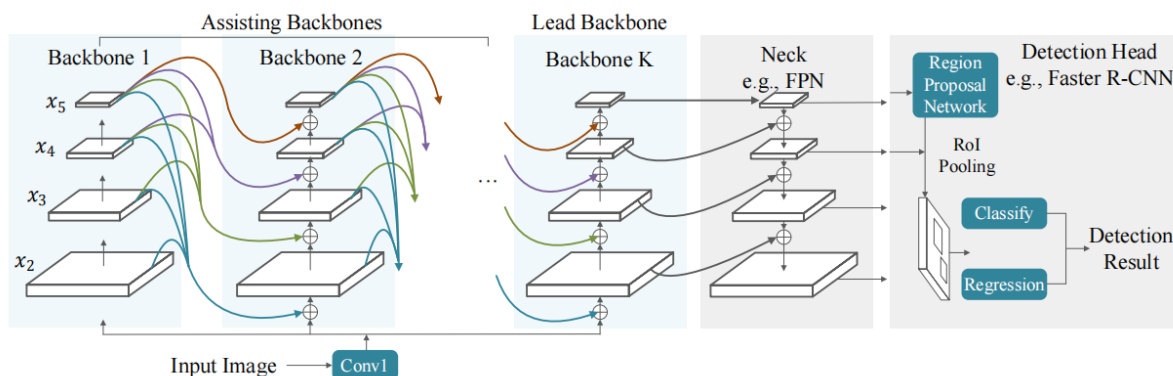 Assisting Backbones
Lead Backbone
Backbone 1
Backbone 2
Backbone K
Neck
e.g., FPN
Detection Head
e.g., Faster R-CNN
Region
Proposal
Network
x₅
x₄
x₃
x₂
...
RoI
Pooling
Classify
Regression
Detection
Result
Input Image
Conv1